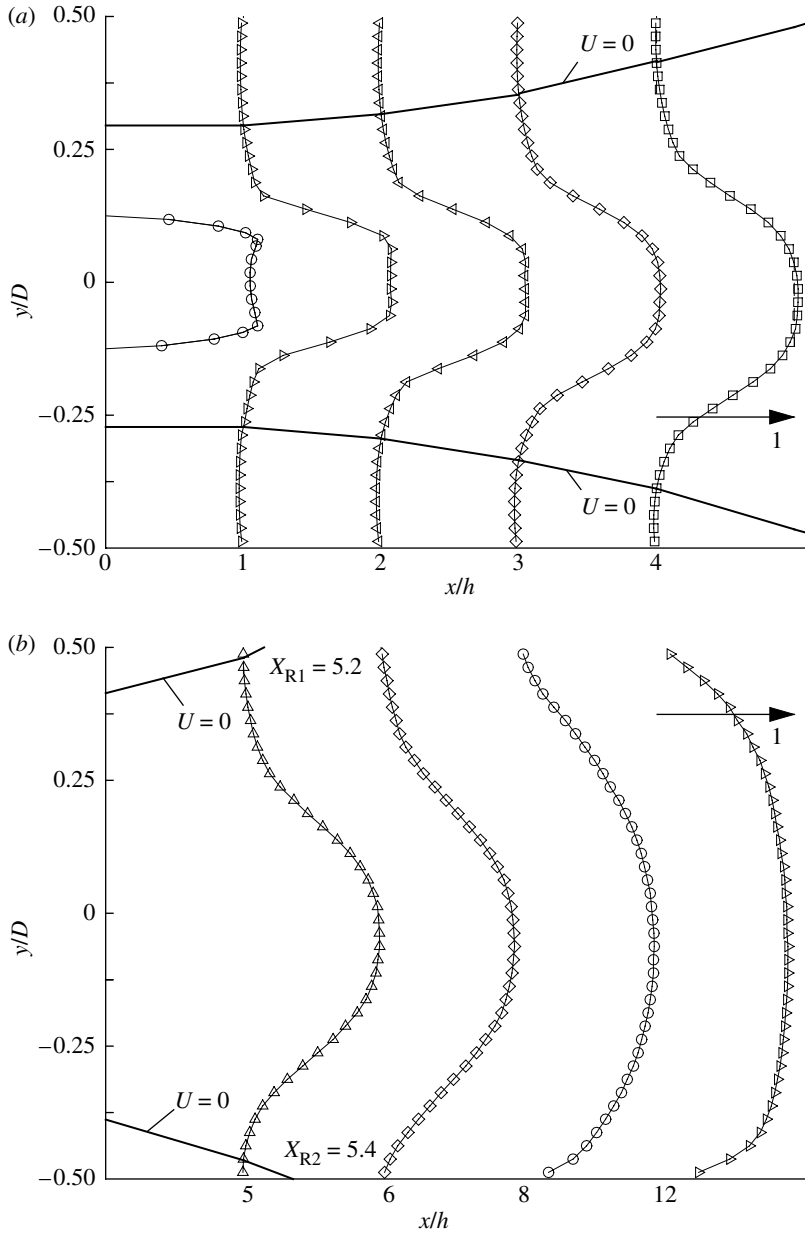 (a)
0.50
0.25
0
−0.25
−0.50
y/D
U = 0
U = 0
1
0 1 2 3 4
x/h
(b)
0.50
0.25
0
−0.25
−0.50
y/D
X_R1 = 5.2
U = 0
1
U = 0
X_R2 = 5.4
5 6 8 12
x/h